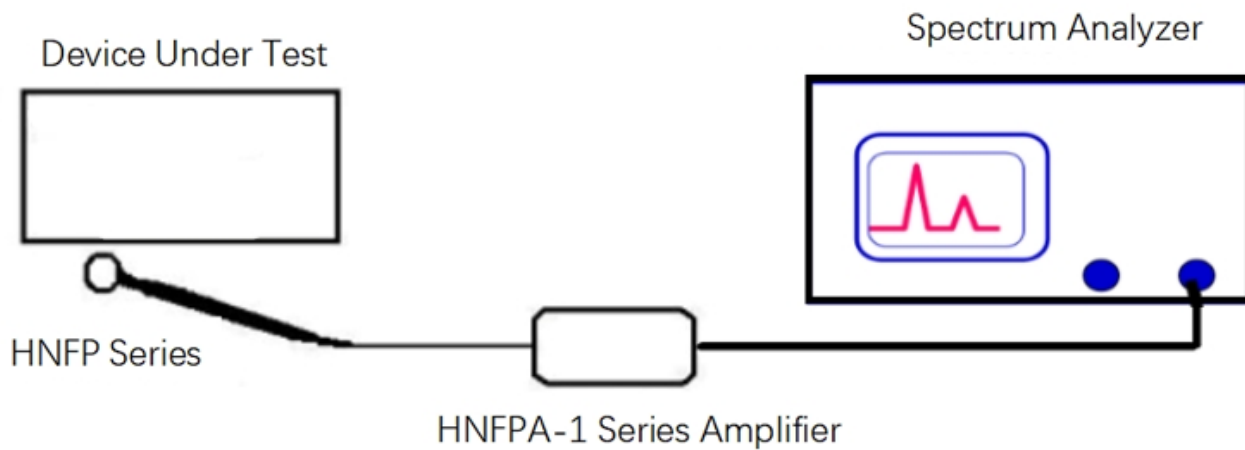 Spectrum Analyzer
Device Under Test
HNFP Series
HNFPA-1 Series Amplifier